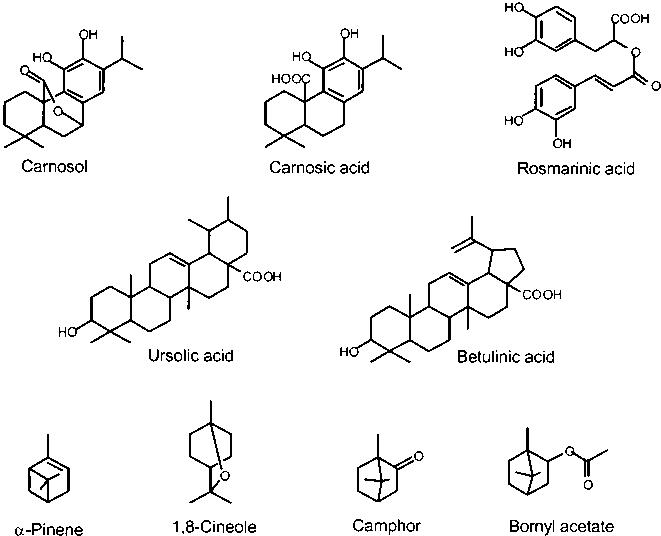 OH
HO
O
O
Carnosol
OH
HO
HOOC
Carnosic acid
HO
COOH
HO
O
O
HO
OH
Rosmarinic acid
COOH
HO
Ursolic acid
COOH
HO
Betulinic acid
α-Pinene
O
1,8-Cineole
O
Camphor
O
O
Bornyl acetate